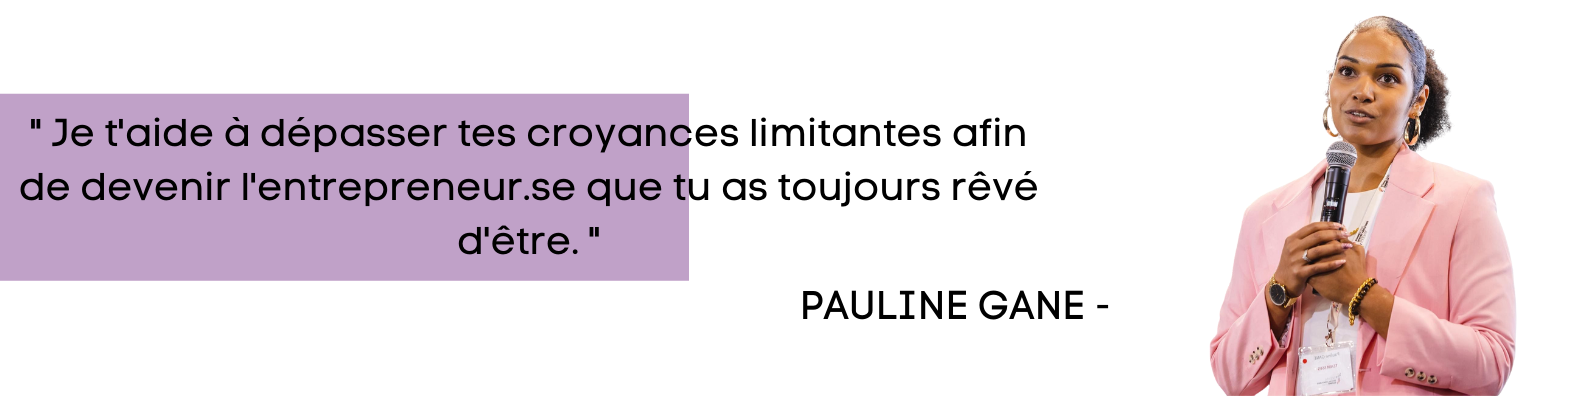 " Je t'aide à dépasser tes croyances limitantes afin
de devenir l'entrepreneur.se que tu as toujours rêvé
d'être. "
PAULINE GANE -